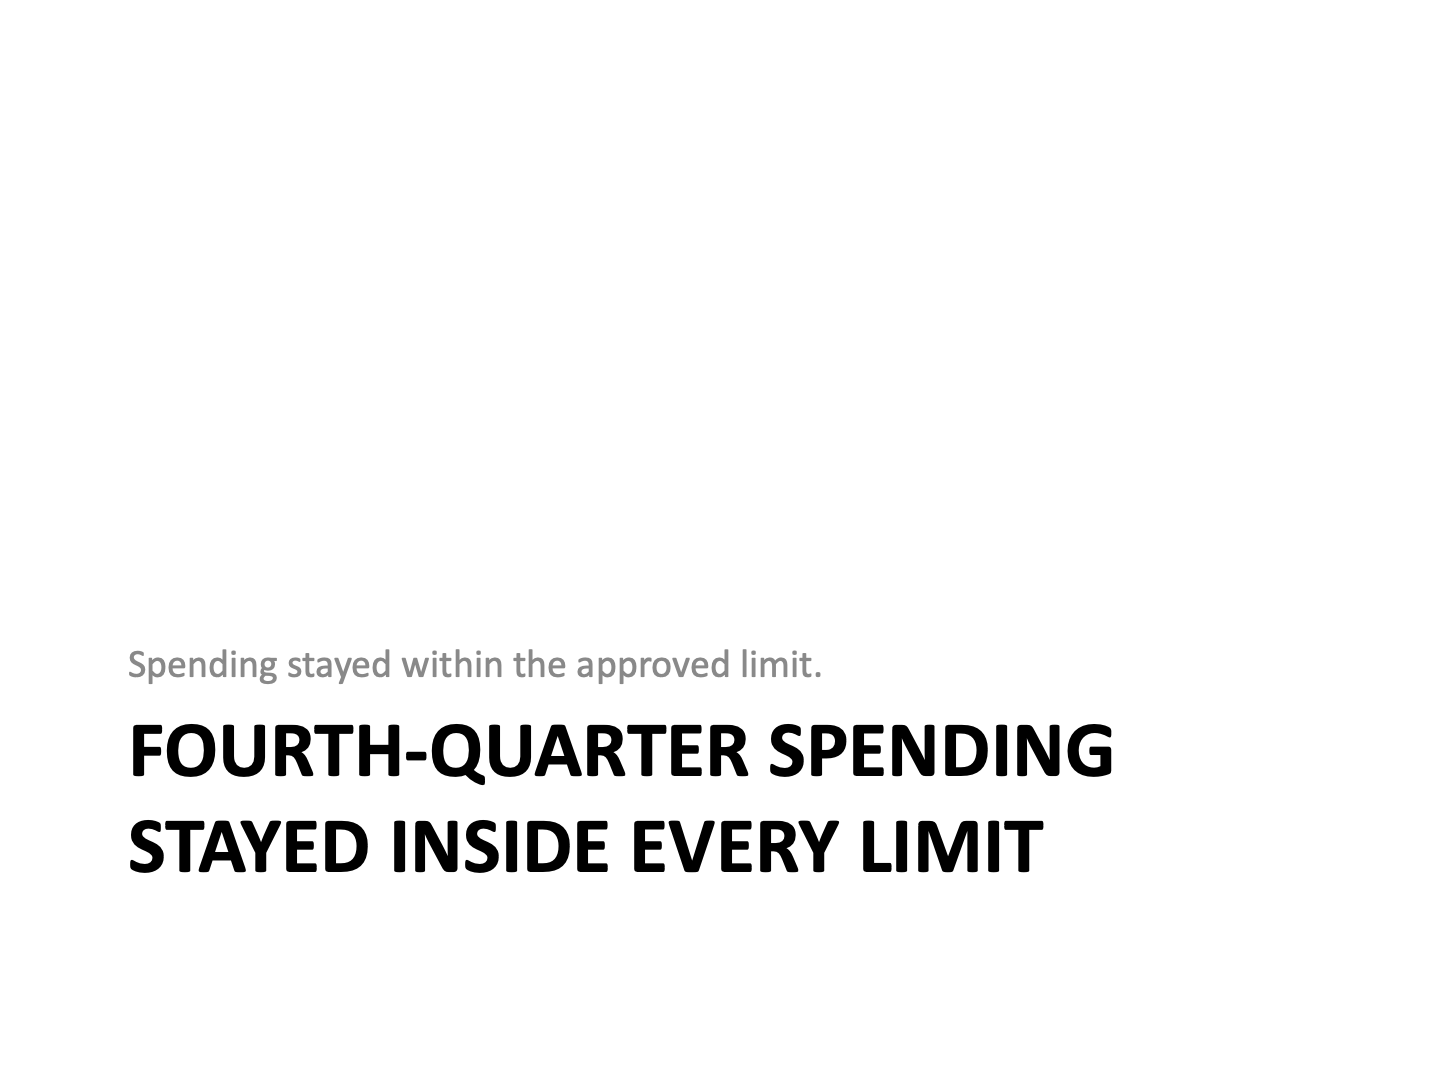 Spending stayed within the approved limit.
FOURTH-QUARTER SPENDING
STAYED INSIDE EVERY LIMIT